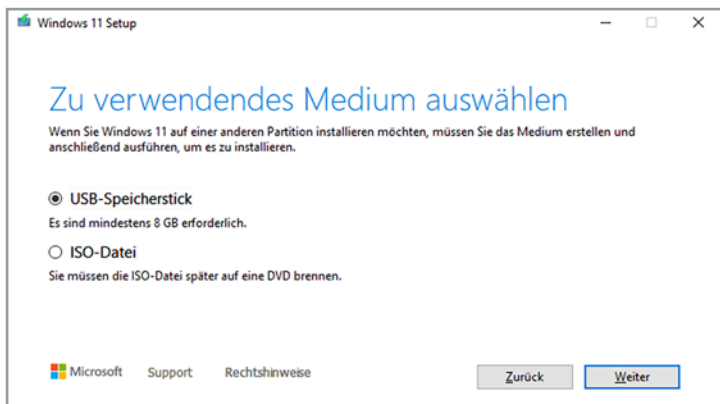 Windows 11 Setup
Zu verwendendes Medium auswählen
Wenn Sie Windows 11 auf einer anderen Partition installieren möchten, müssen Sie das Medium erstellen und
anschließend ausführen, um es zu installieren.
USB-Speicherstick
Es sind mindestens 8 GB erforderlich.
ISO-Datei
Sie müssen die ISO-Datei später auf eine DVD brennen.
Microsoft Support Rechtshinweise Zurück Weiter